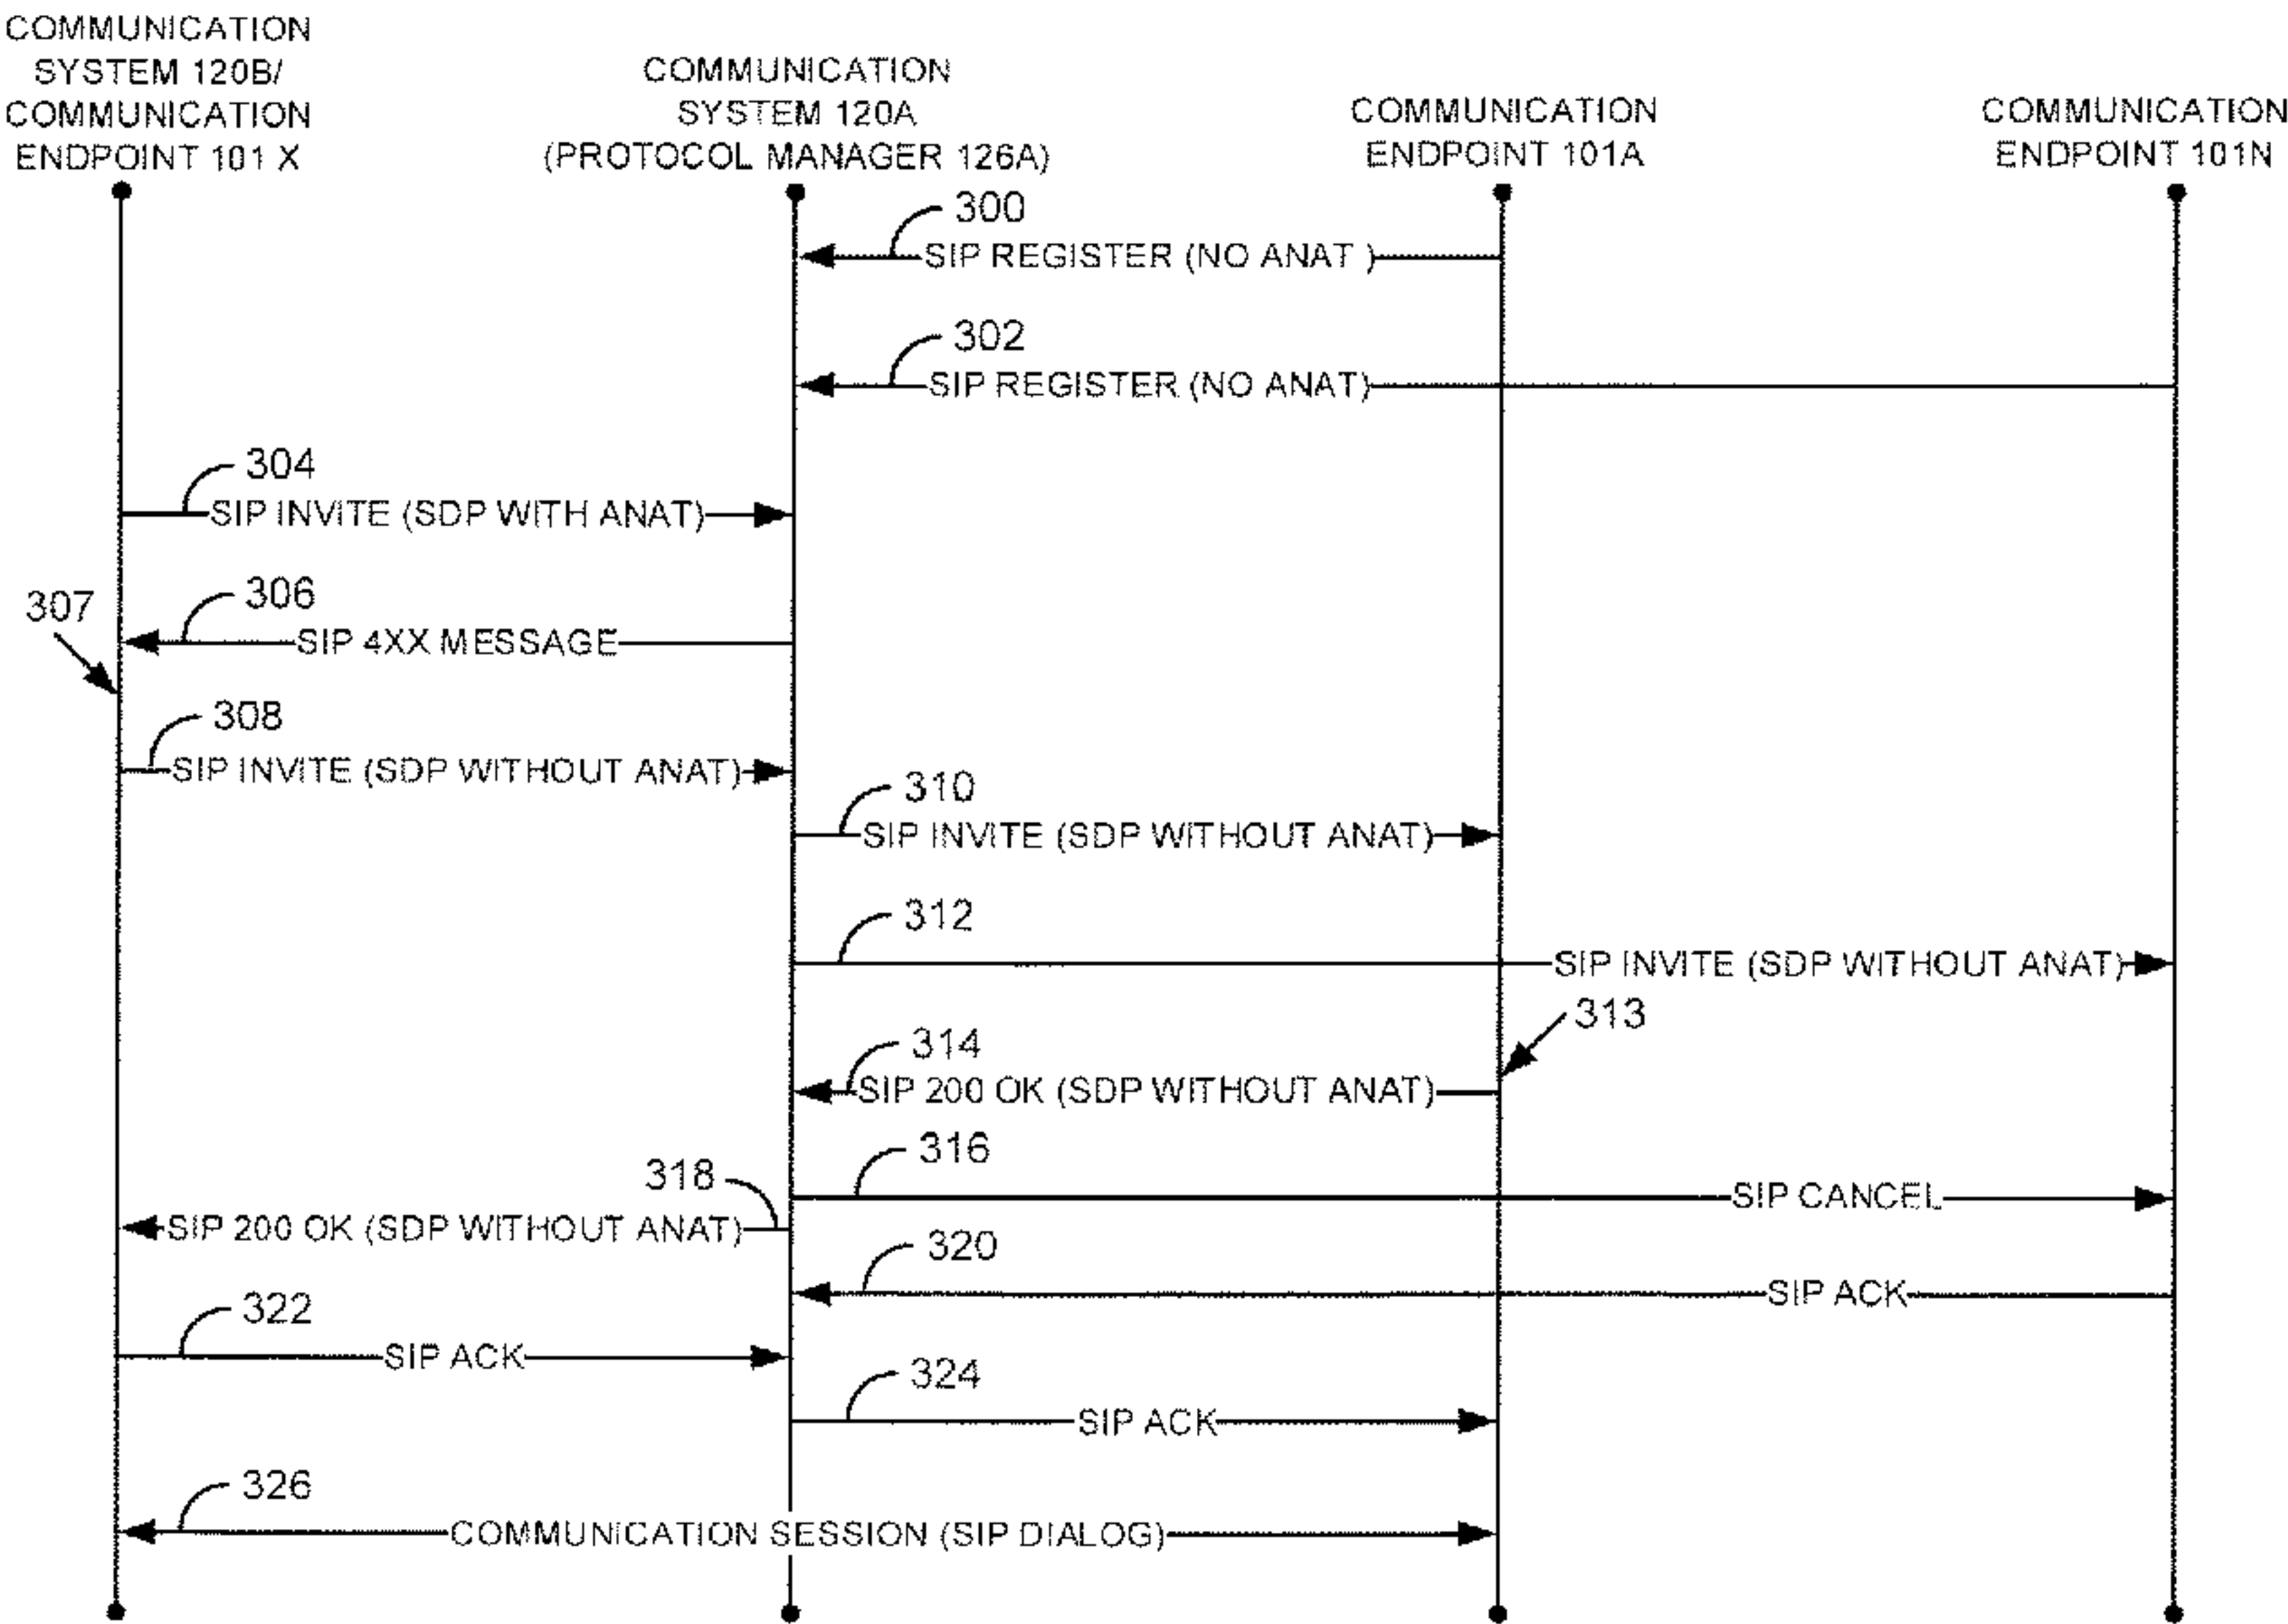 COMMUNICATION
SYSTEM 120B/
COMMUNICATION
ENDPOINT 101 X
COMMUNICATION
SYSTEM 120A
(PROTOCOL MANAGER 126A)
COMMUNICATION
ENDPOINT 101A
COMMUNICATION
ENDPOINT 101N
300
SIP REGISTER (NO ANAT )
302
SIP REGISTER (NO ANAT)
304
SIP INVITE (SDP WITH ANAT)
306
307
SIP 4XX MESSAGE
308
SIP INVITE (SDP WITHOUT ANAT)
310
SIP INVITE (SDP WITHOUT ANAT)
312
SIP INVITE (SDP WITHOUT ANAT)
313
314
SIP 200 OK (SDP WITHOUT ANAT)
316
318
SIP CANCEL
SIP 200 OK (SDP WITHOUT ANAT)
320
SIP ACK
322
SIP ACK
324
SIP ACK
326
COMMUNICATION SESSION (SIP DIALOG)